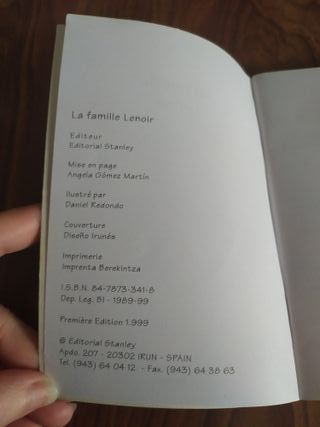 La famille Lenoir
Editeur
Editorial Stanley
Mise en page
Angela Gómez Martín
Ilustré par
Daniel Redondo
Couverture
Diseño Irunés
Imprimerie
Imprenta Berekintza
I.S.B.N. 84-7873-341-8
Dep. Leg. BI - 1989-99
Première Edition 1.999
© Editorial Stanley
Apdo. 207 - 20302 IRUN - SPAIN
Tel. (943) 64 04 12 - Fax. (943) 64 38 63